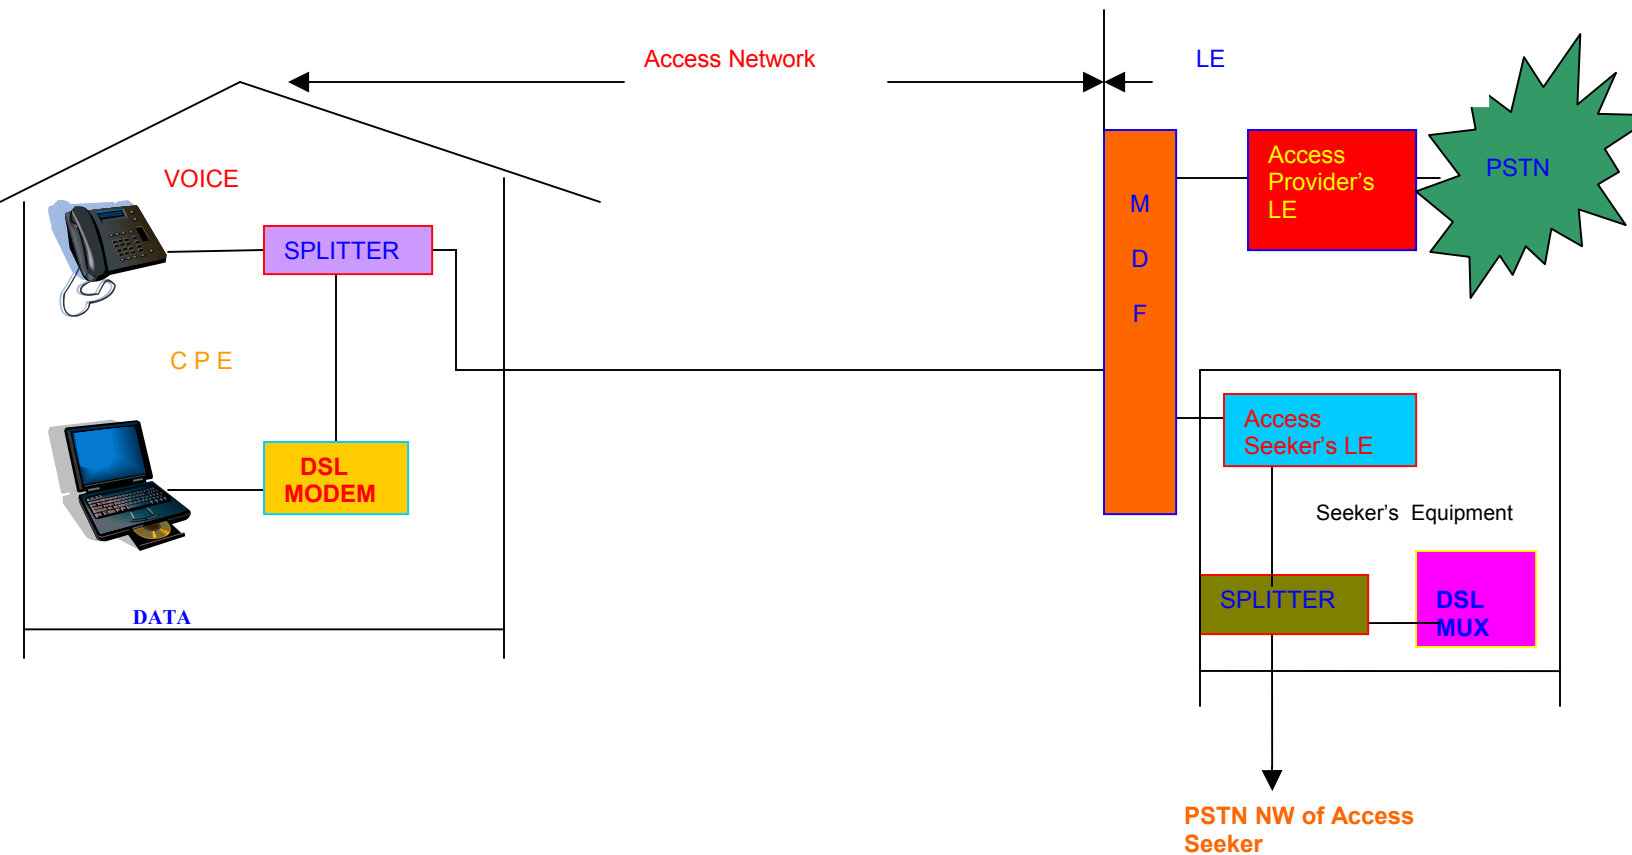 Access Network
LE
VOICE
SPLITTER
C P E
DSL
MODEM
DATA
M
D
F
Access
Provider’s
LE
PSTN
Access
Seeker’s LE
Seeker’s Equipment
SPLITTER
DSL
MUX
PSTN NW of Access
Seeker